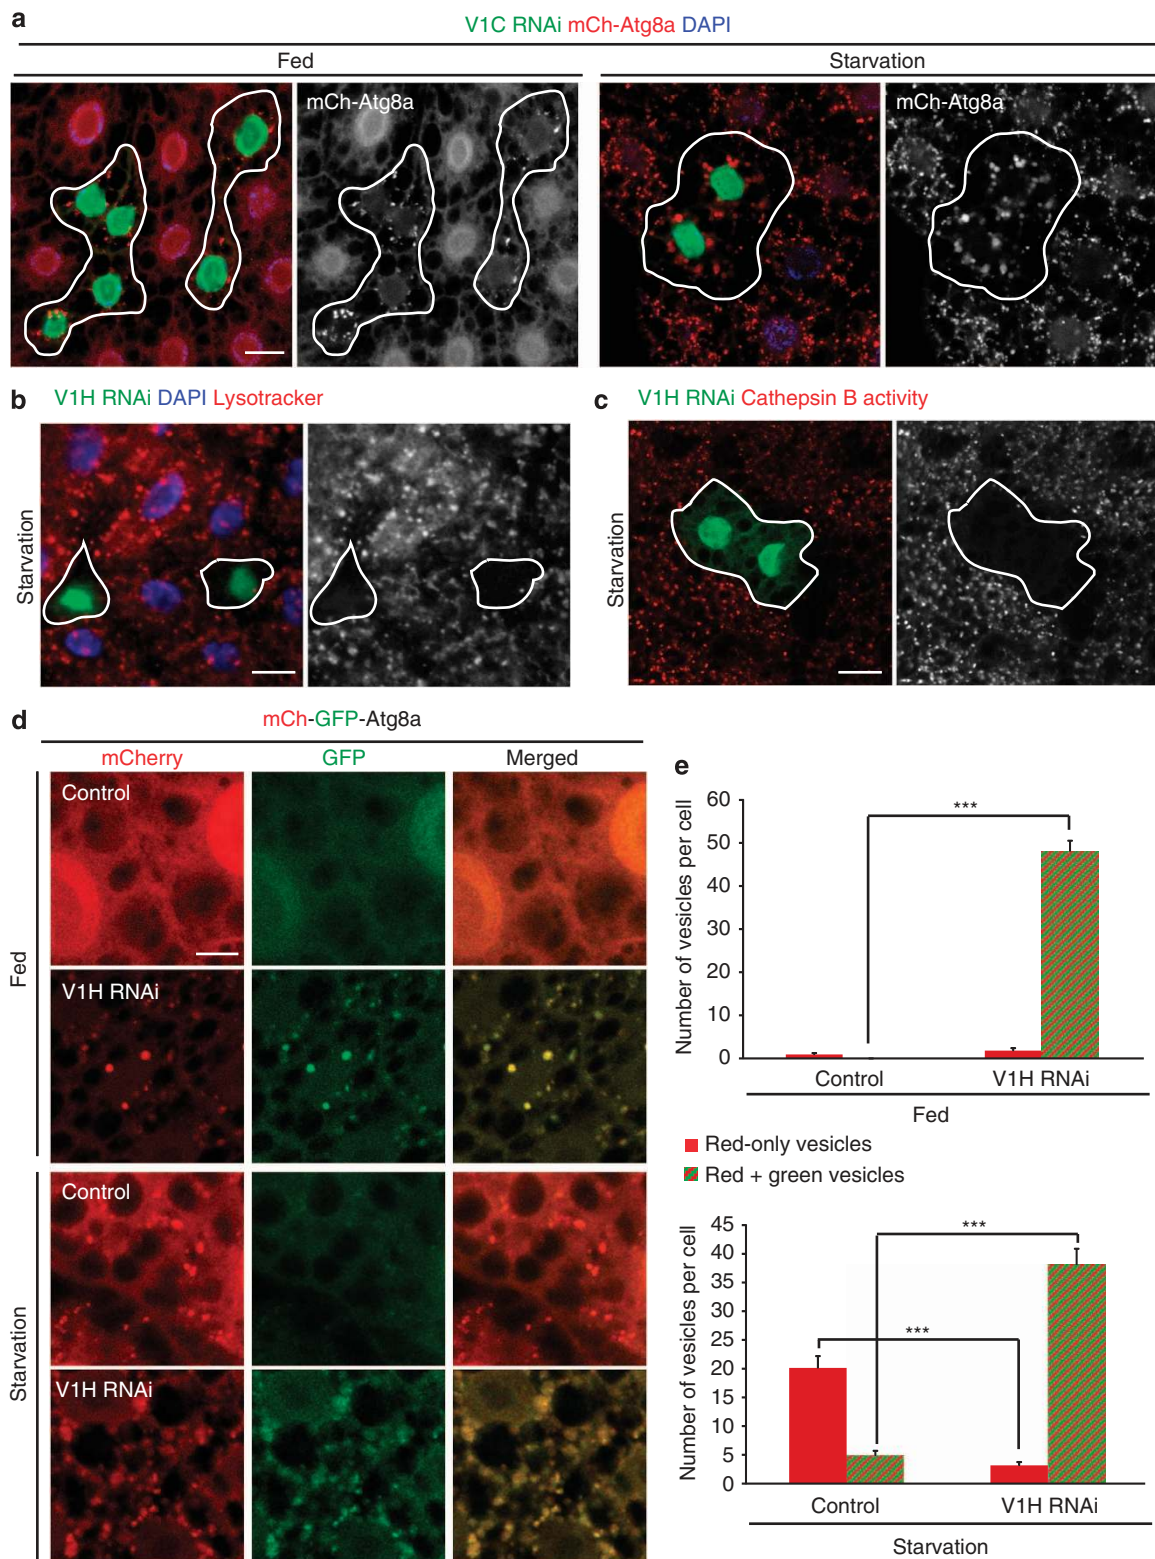 a
V1C RNAi mCh-Atg8a DAPI
Fed
Starvation
mCh-Atg8a
mCh-Atg8a
b
V1H RNAi DAPI Lysotracker
Starvation
c
V1H RNAi Cathepsin B activity
Starvation
d
mCh-GFP-Atg8a
mCherry
GFP
Merged
Fed
Control
V1H RNAi
Starvation
Control
V1H RNAi
e
Number of vesicles per cell
60
50
40
30
20
10
0
***
Control
V1H RNAi
Fed
Red-only vesicles
Red + green vesicles
Number of vesicles per cell
45
40
35
30
25
20
15
10
5
0
***
***
Control
V1H RNAi
Starvation